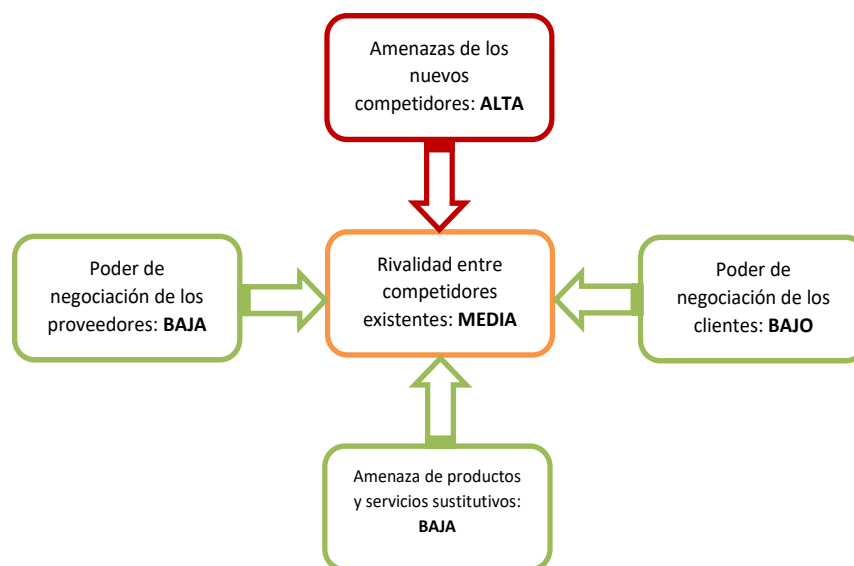 Amenazas de los
nuevos
competidores: ALTA
Poder de
negociación de los
proveedores: BAJA
Rivalidad entre
competidores
existentes: MEDIA
Poder de
negociación de los
clientes: BAJO
Amenaza de productos
y servicios sustitutivos:
BAJA